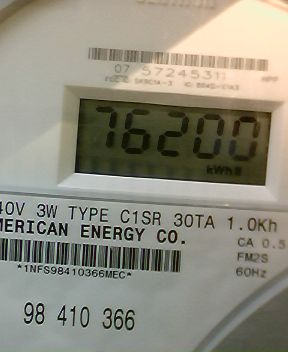 07 57245311
76200
kWh
40V 3W TYPE C1SR 30TA 1.0Kh
MERICAN ENERGY CO.
CA 0.5
FM2S
60Hz
*1NFS98410366MEC*
98 410 366